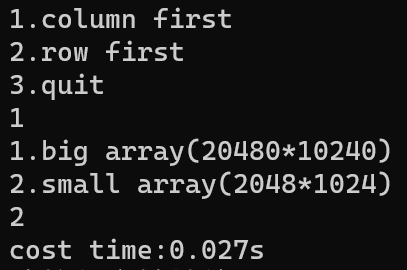 1.column first
2.row first
3.quit
1
1.big array(20480*10240)
2.small array(2048*1024)
2
cost time:0.027s